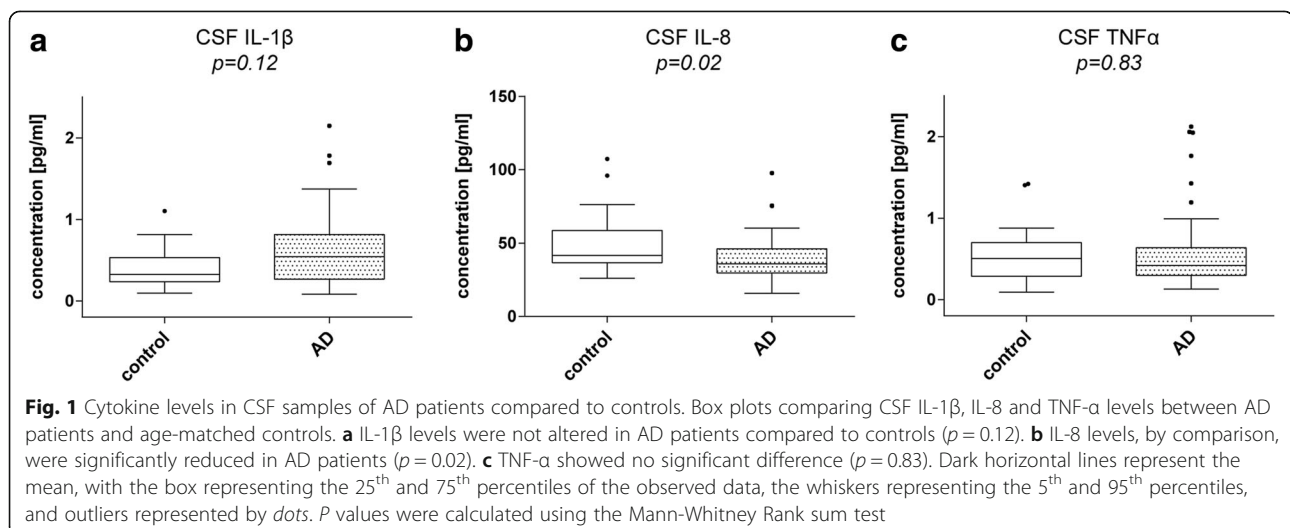 a CSF IL-1β
p=0.12
concentration [pg/ml]
2
1
0
control
AD
b CSF IL-8
p=0.02
concentration [pg/ml]
150
100
50
0
control
AD
c CSF TNFα
p=0.83
concentration [pg/ml]
2
1
0
control
AD
Fig. 1 Cytokine levels in CSF samples of AD patients compared to controls. Box plots comparing CSF IL-1β, IL-8 and TNF-α levels between AD
patients and age-matched controls. a IL-1β levels were not altered in AD patients compared to controls (p = 0.12). b IL-8 levels, by comparison,
were significantly reduced in AD patients (p = 0.02). c TNF-α showed no significant difference (p = 0.83). Dark horizontal lines represent the
mean, with the box representing the 25th and 75th percentiles of the observed data, the whiskers representing the 5th and 95th percentiles,
and outliers represented by dots. P values were calculated using the Mann-Whitney Rank sum test